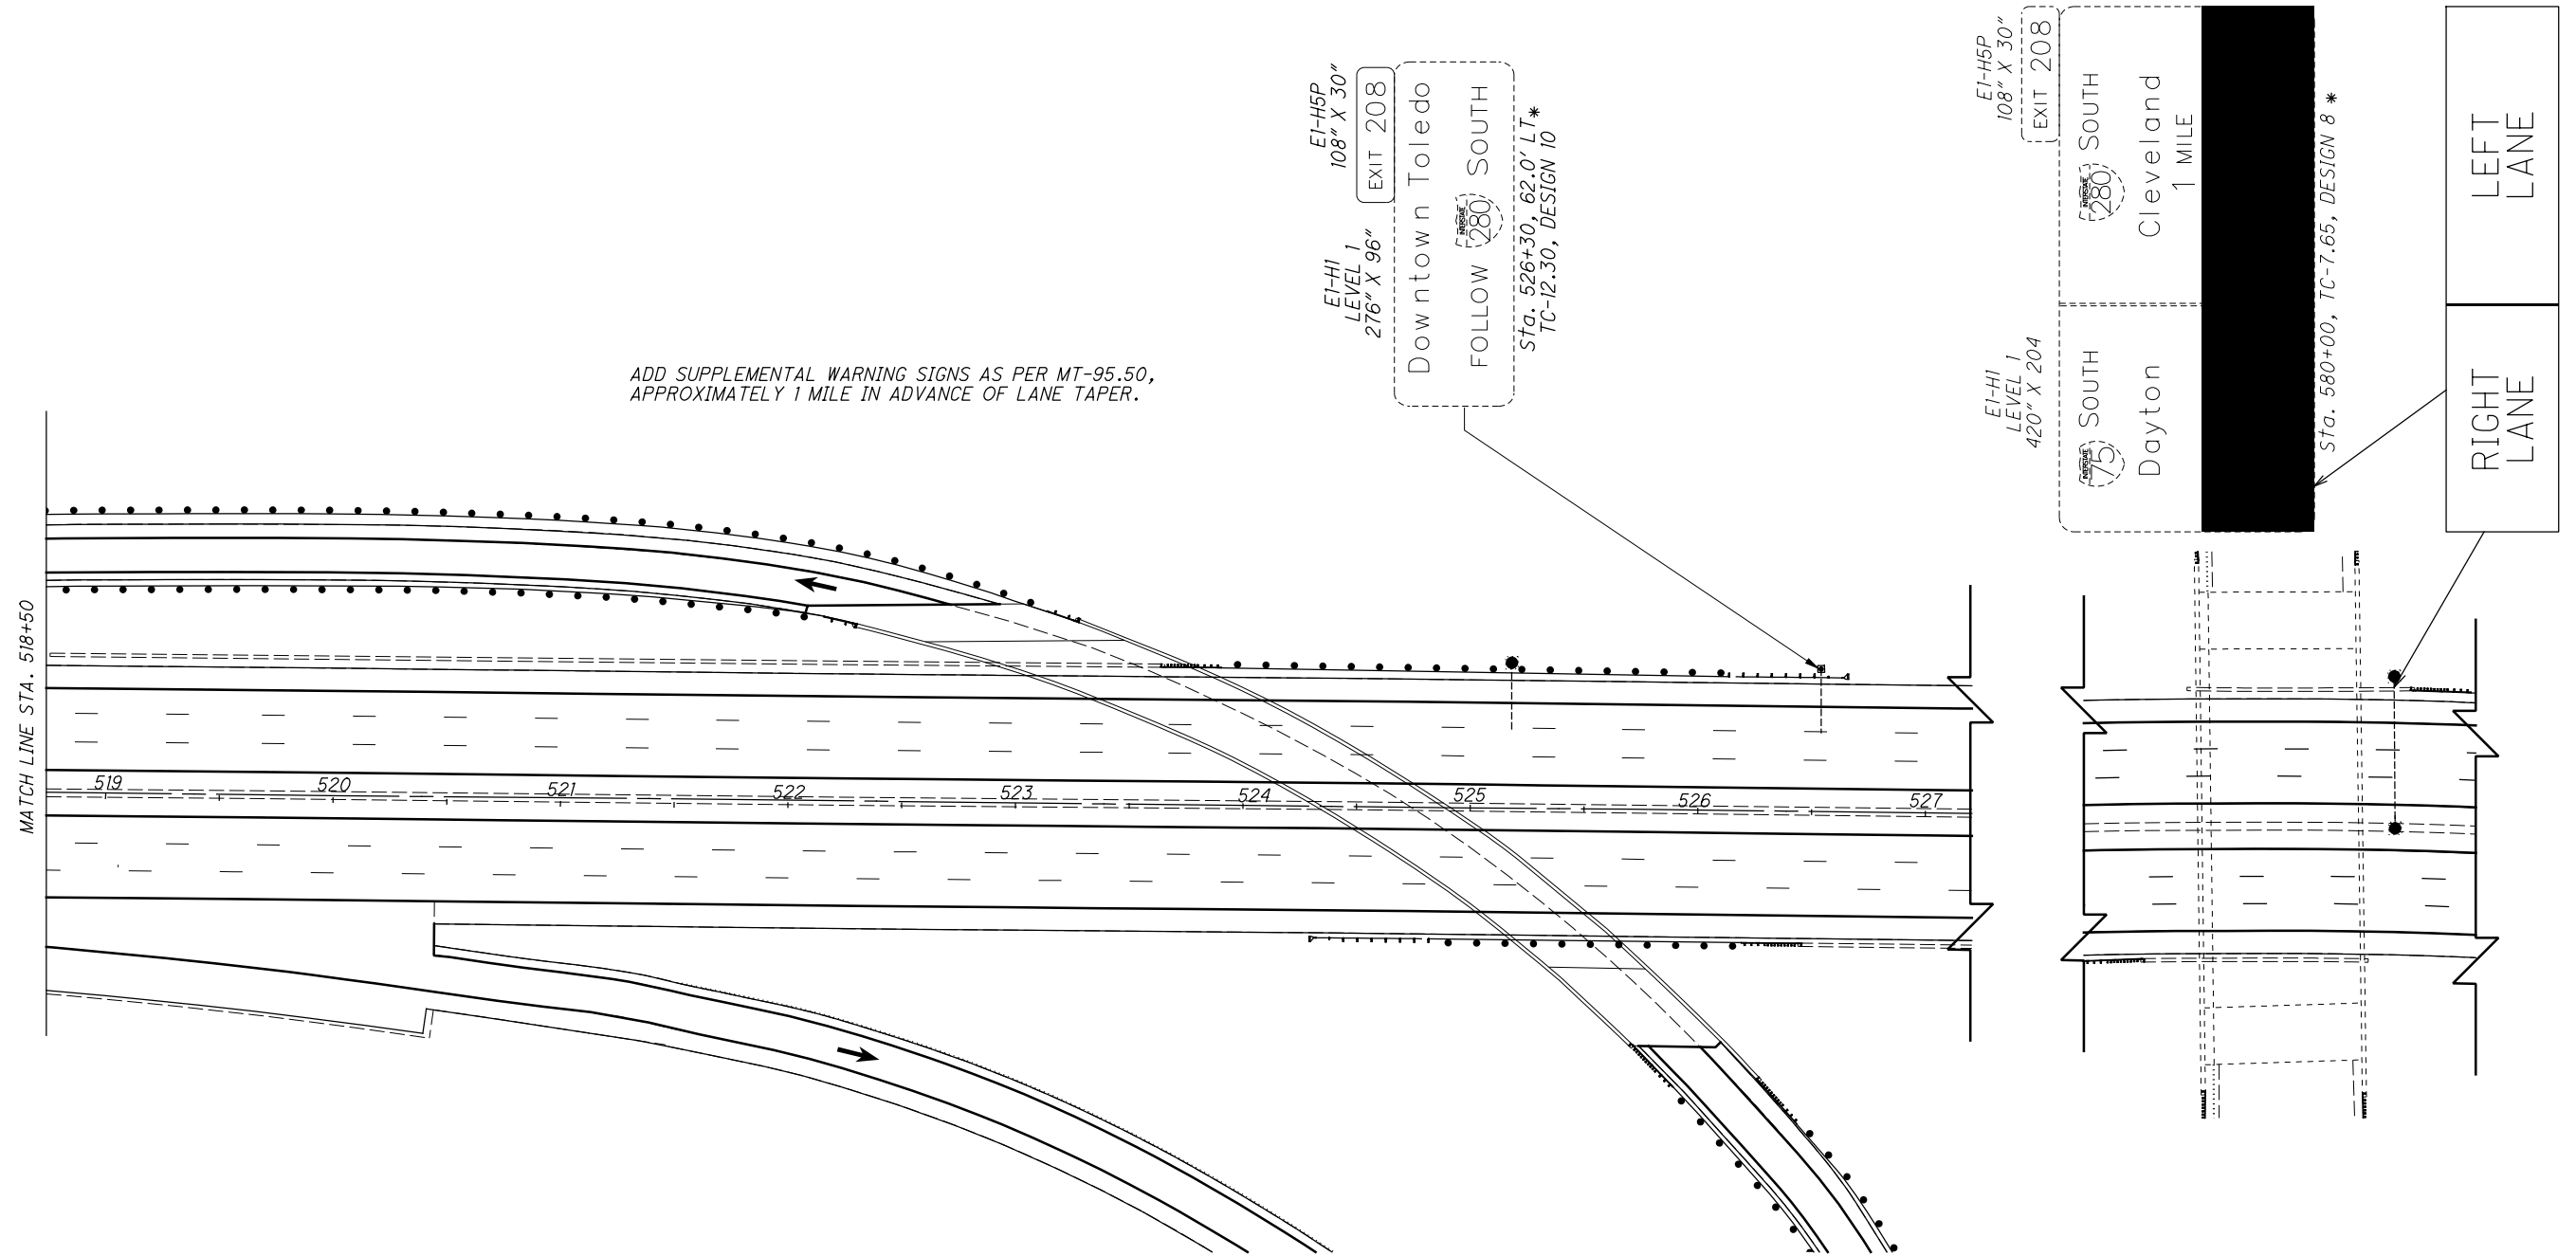 MATCH LINE STA. 518+50
ADD SUPPLEMENTAL WARNING SIGNS AS PER MT-95.50,
APPROXIMATELY 1 MILE IN ADVANCE OF LANE TAPER.
519
520
521
522
523
524
525
526
527
E1-H5P
108" X 30"
EXIT 208
E1-H1
LEVEL 1
276" X 96"
Downtown Toledo
FOLLOW INTERSTATE 280 SOUTH
Sta. 526+30, 62.0' LT*
TC-12.30, DESIGN 10
E1-H5P
108" X 30"
EXIT 208
E1-H1
LEVEL 1
420" X 204
INTERSTATE 75 SOUTH
Dayton
INTERSTATE 280 SOUTH
Cleveland
1 MILE
Sta. 580+00, TC-7.65, DESIGN 8 *
RIGHT
LANE
LEFT
LANE